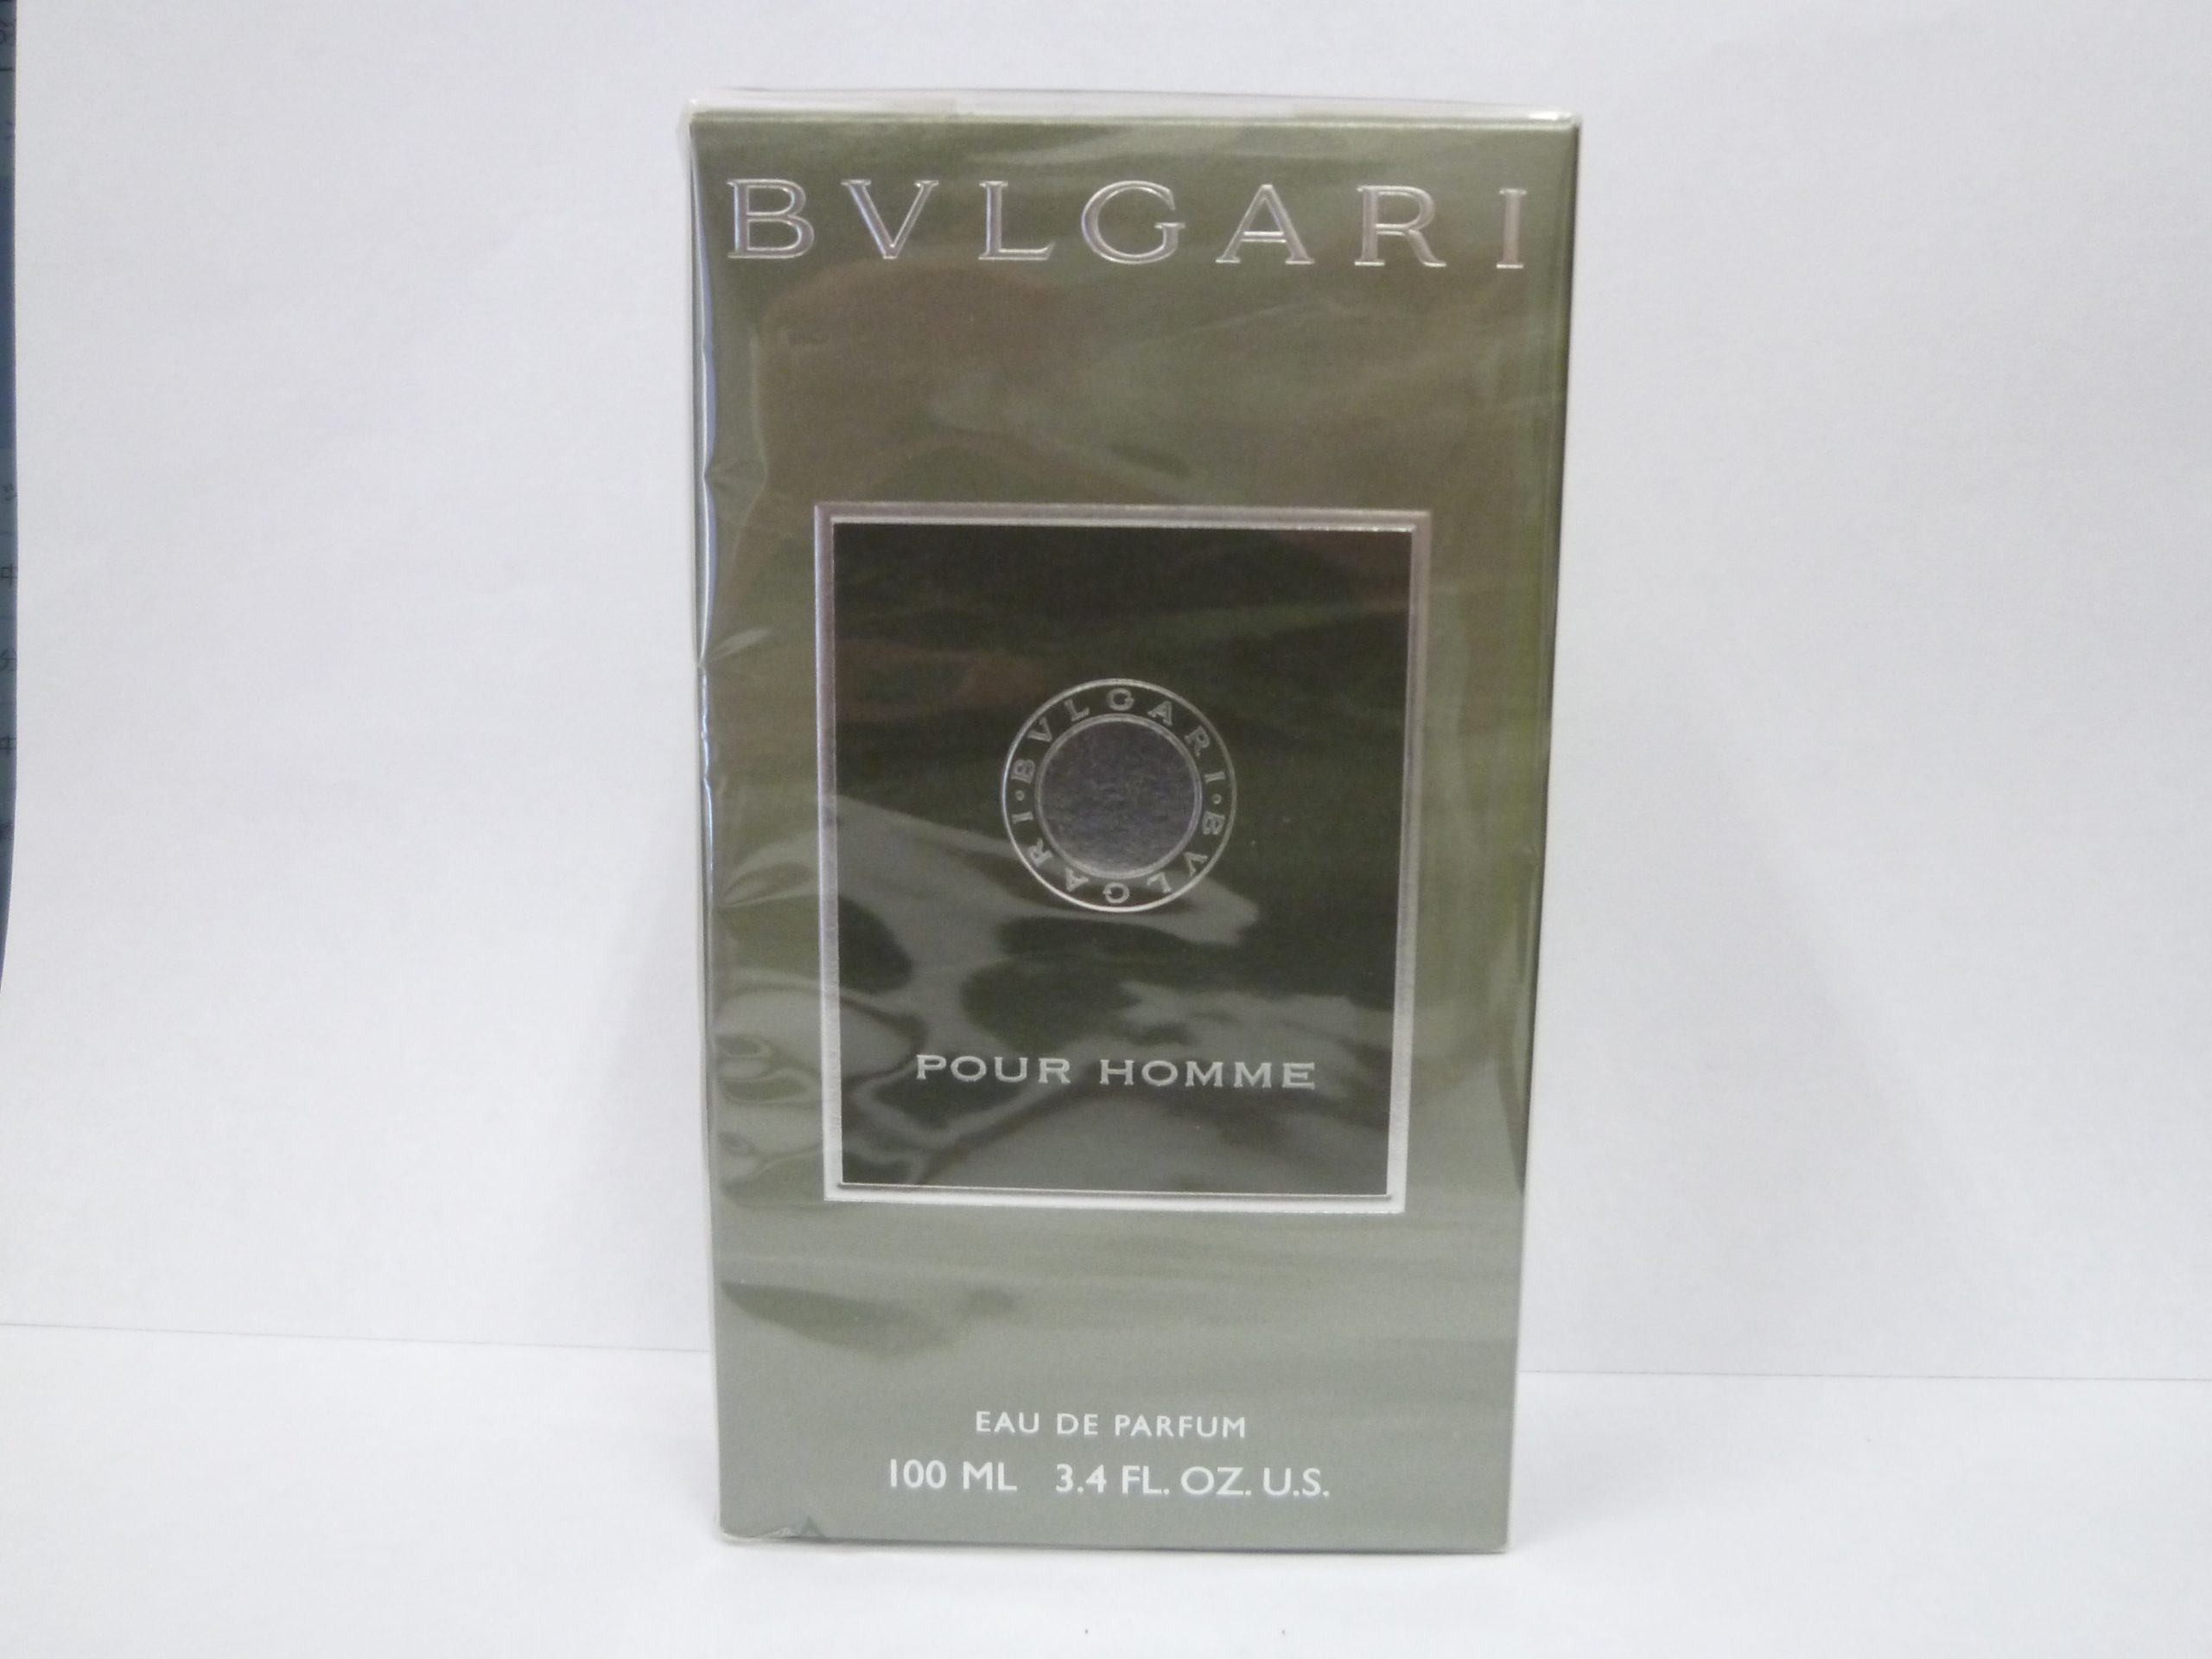 BVLGARI
BVLGARI • BVLGARI •
POUR HOMME
EAU DE PARFUM
100 ML 3.4 FL. OZ. U.S.